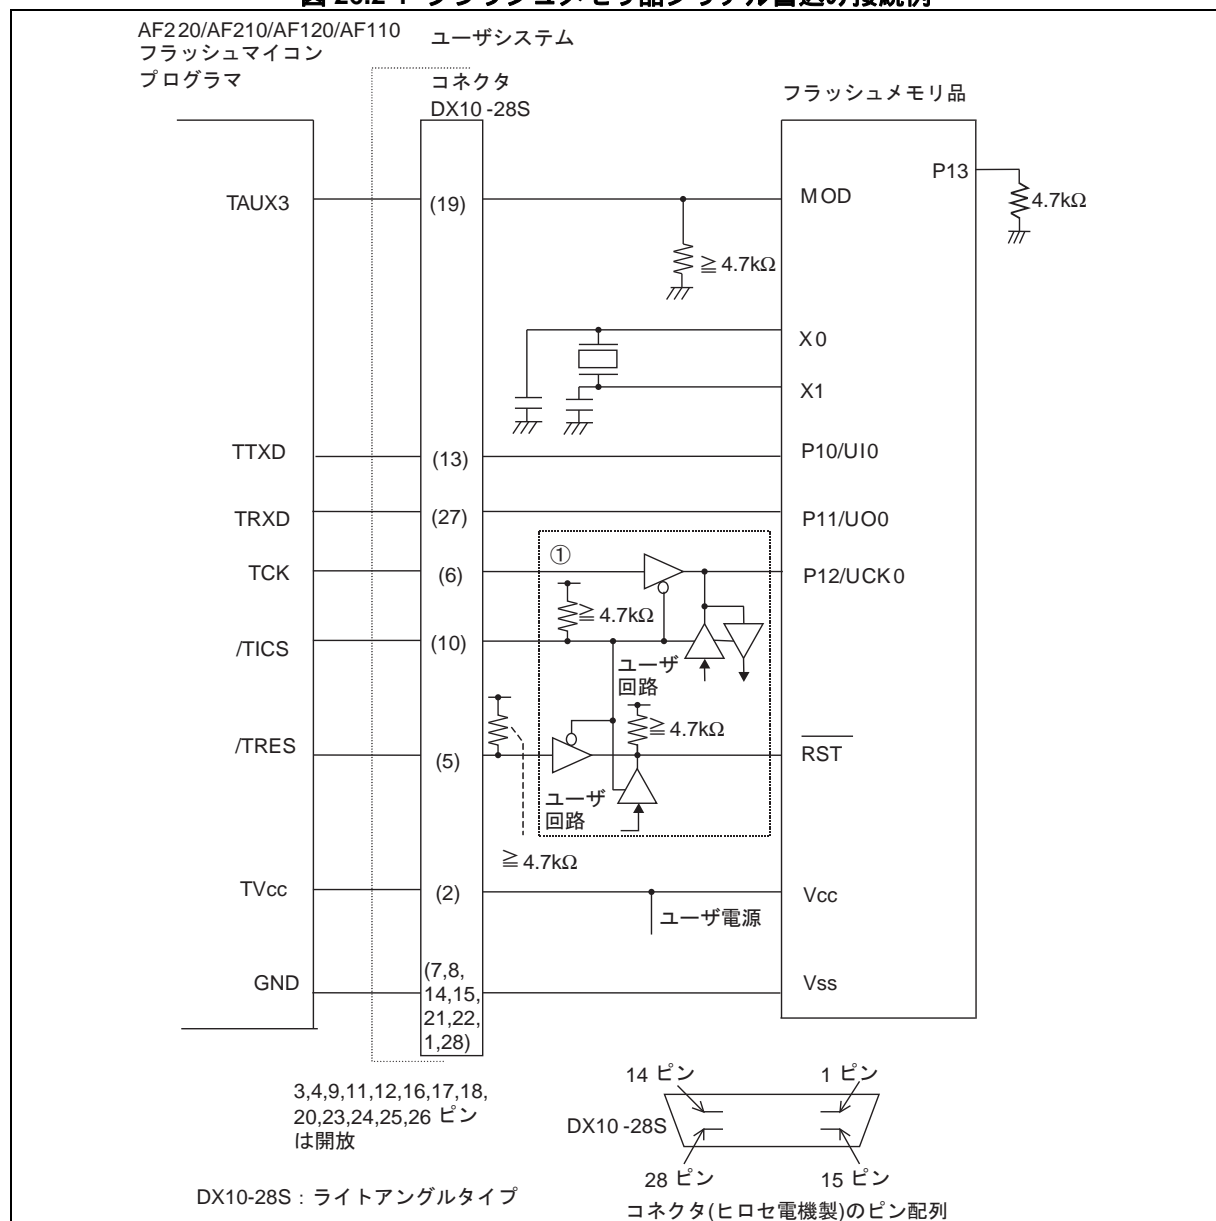 AF220/AF210/AF120/AF110
フラッシュマイコン
プログラマ
ユーザシステム
コネクタ
DX10-28S
フラッシュメモリ品
TAUX3
(19)
MOD
P13
4.7kΩ
≧ 4.7kΩ
X0
X1
TTXD
(13)
P10/UI0
TRXD
(27)
P11/UO0
①
TCK
(6)
P12/UCK0
≧ 4.7kΩ
/TICS
(10)
ユーザ
回路
≧ 4.7kΩ
/TRES
(5)
RST
ユーザ
回路
≧ 4.7kΩ
TVcc
(2)
Vcc
ユーザ電源
GND
(7,8,
14,15,
21,22,
1,28)
Vss
3,4,9,11,12,16,17,18,
20,23,24,25,26 ピン
は開放
14 ピン
1 ピン
DX10-28S
28 ピン
15 ピン
DX10-28S：ライトアングルタイプ
コネクタ(ヒロセ電機製)のピン配列